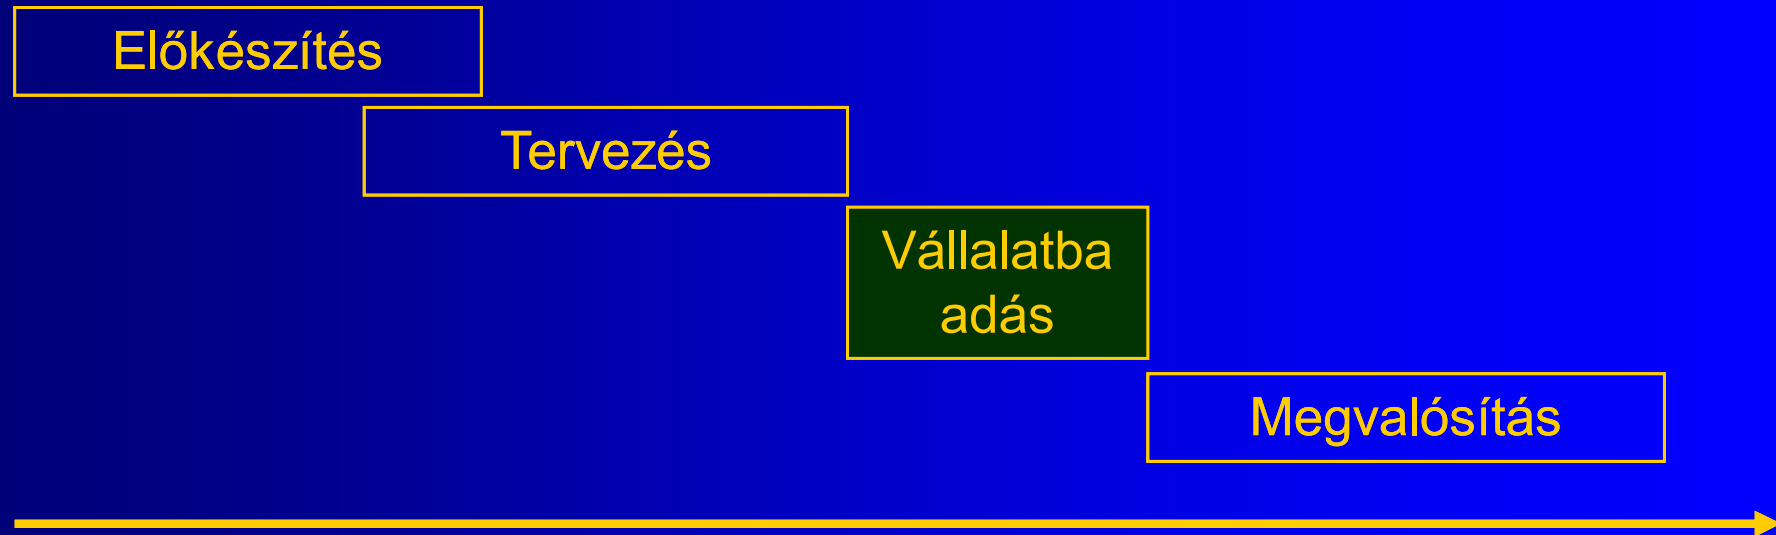 Előkészítés
Tervezés
Vállalatba
adás
Megvalósítás